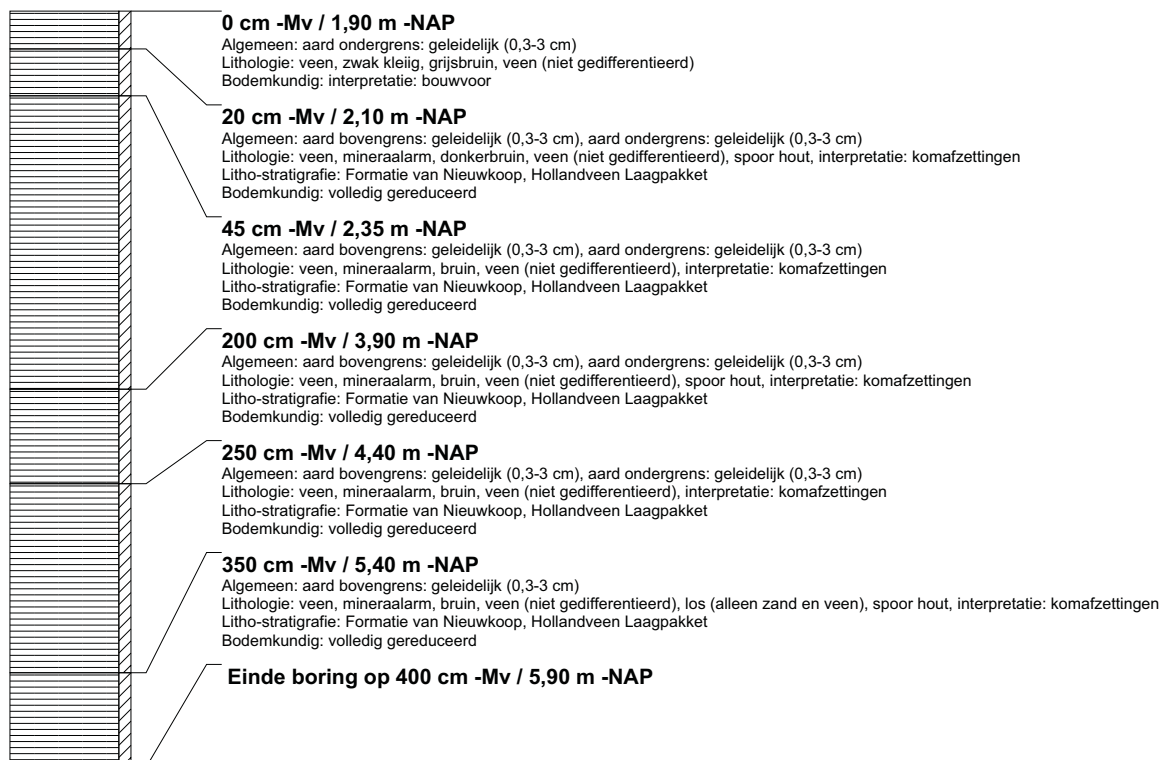 0 cm -Mv / 1,90 m -NAP
Algemeen: aard ondergrens: geleidelijk (0,3-3 cm)
Lithologie: veen, zwak kleiig, grijsbruin, veen (niet gedifferentieerd)
Bodemkundig: interpretatie: bouwvoor
20 cm -Mv / 2,10 m -NAP
Algemeen: aard bovengrens: geleidelijk (0,3-3 cm), aard ondergrens: geleidelijk (0,3-3 cm)
Lithologie: veen, mineraalarm, donkerbruin, veen (niet gedifferentieerd), spoor hout, interpretatie: komafzettingen
Litho-stratigrafie: Formatie van Nieuwkoop, Hollandveen Laagpakket
Bodemkundig: volledig gereduceerd
45 cm -Mv / 2,35 m -NAP
Algemeen: aard bovengrens: geleidelijk (0,3-3 cm), aard ondergrens: geleidelijk (0,3-3 cm)
Lithologie: veen, mineraalarm, bruin, veen (niet gedifferentieerd), interpretatie: komafzettingen
Litho-stratigrafie: Formatie van Nieuwkoop, Hollandveen Laagpakket
Bodemkundig: volledig gereduceerd
200 cm -Mv / 3,90 m -NAP
Algemeen: aard bovengrens: geleidelijk (0,3-3 cm), aard ondergrens: geleidelijk (0,3-3 cm)
Lithologie: veen, mineraalarm, bruin, veen (niet gedifferentieerd), spoor hout, interpretatie: komafzettingen
Litho-stratigrafie: Formatie van Nieuwkoop, Hollandveen Laagpakket
Bodemkundig: volledig gereduceerd
250 cm -Mv / 4,40 m -NAP
Algemeen: aard bovengrens: geleidelijk (0,3-3 cm), aard ondergrens: geleidelijk (0,3-3 cm)
Lithologie: veen, mineraalarm, bruin, veen (niet gedifferentieerd), interpretatie: komafzettingen
Litho-stratigrafie: Formatie van Nieuwkoop, Hollandveen Laagpakket
Bodemkundig: volledig gereduceerd
350 cm -Mv / 5,40 m -NAP
Algemeen: aard bovengrens: geleidelijk (0,3-3 cm)
Lithologie: veen, mineraalarm, bruin, veen (niet gedifferentieerd), los (alleen zand en veen), spoor hout, interpretatie: komafzettingen
Litho-stratigrafie: Formatie van Nieuwkoop, Hollandveen Laagpakket
Bodemkundig: volledig gereduceerd
Einde boring op 400 cm -Mv / 5,90 m -NAP